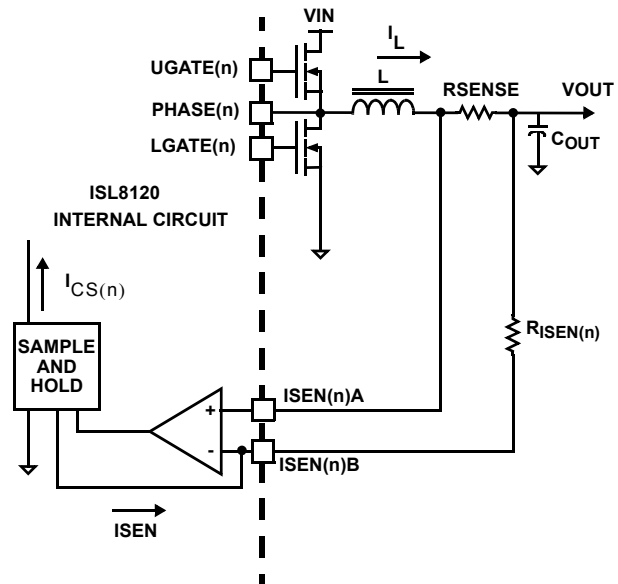 VIN
I_L
UGATE(n)
L
RSENSE
VOUT
PHASE(n)
C_OUT
LGATE(n)
ISL8120
INTERNAL CIRCUIT
I_CS(n)
R_ISEN(n)
SAMPLE
AND
HOLD
ISEN(n)A
+
-
ISEN(n)B
ISEN